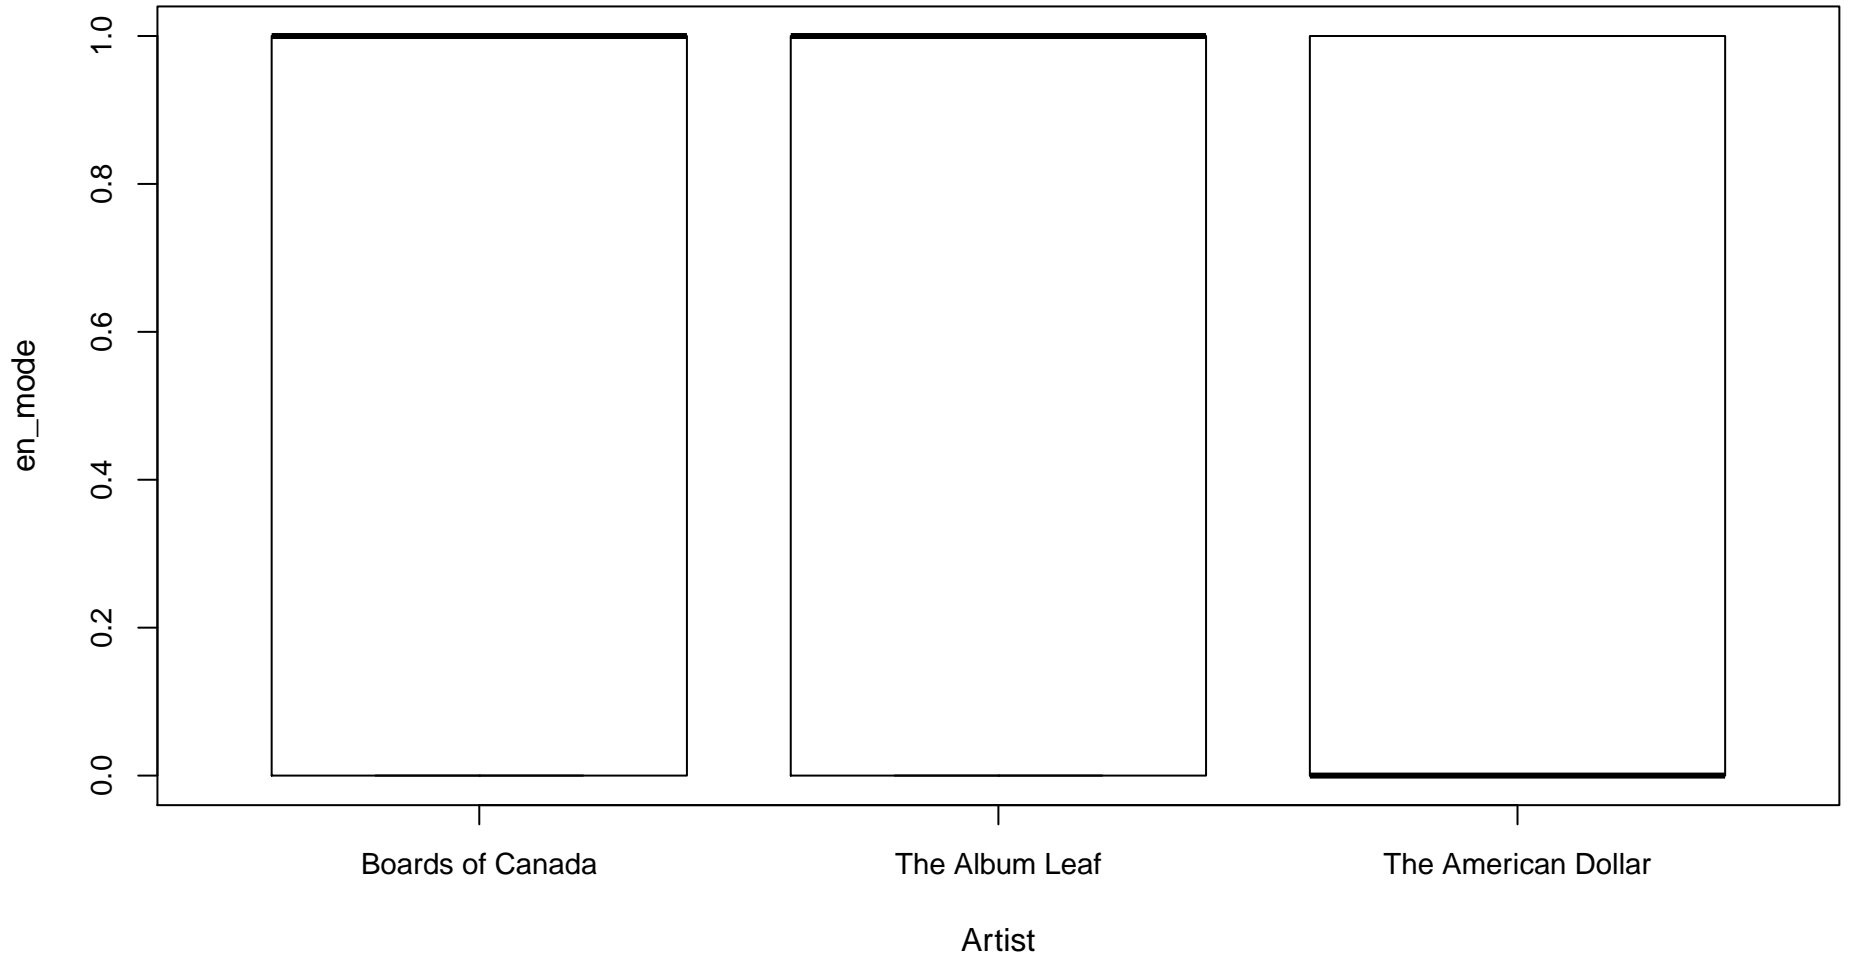 1.0
0.8
0.6
0.4
0.2
0.0
en_mode
Boards of Canada
The Album Leaf
The American Dollar
Artist